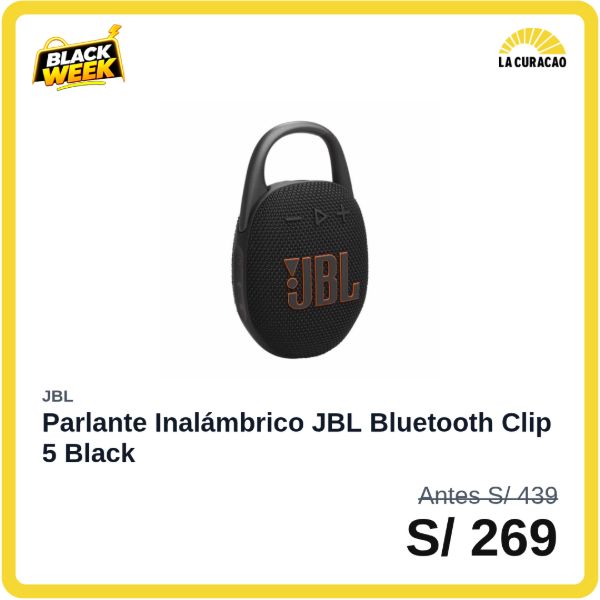 BLACK
WEEK
LA CURACAO
JBL
JBL
Parlante Inalámbrico JBL Bluetooth Clip
5 Black
Antes S/ 439
S/ 269